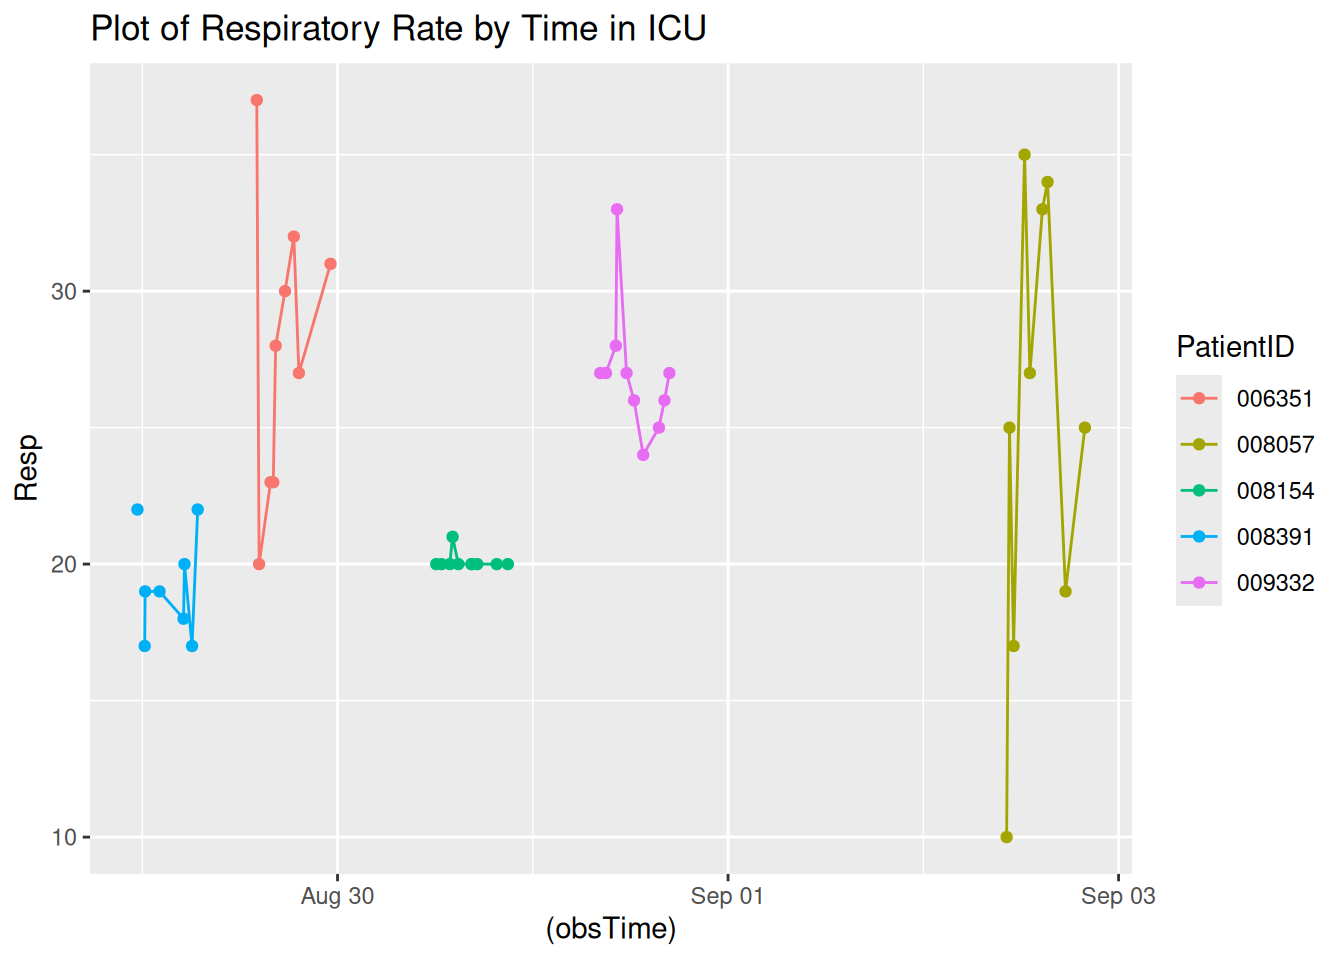 Plot of Respiratory Rate by Time in ICU
Resp
30
20
10
Aug 30
Sep 01
Sep 03
(obsTime)
PatientID
006351
008057
008154
008391
009332